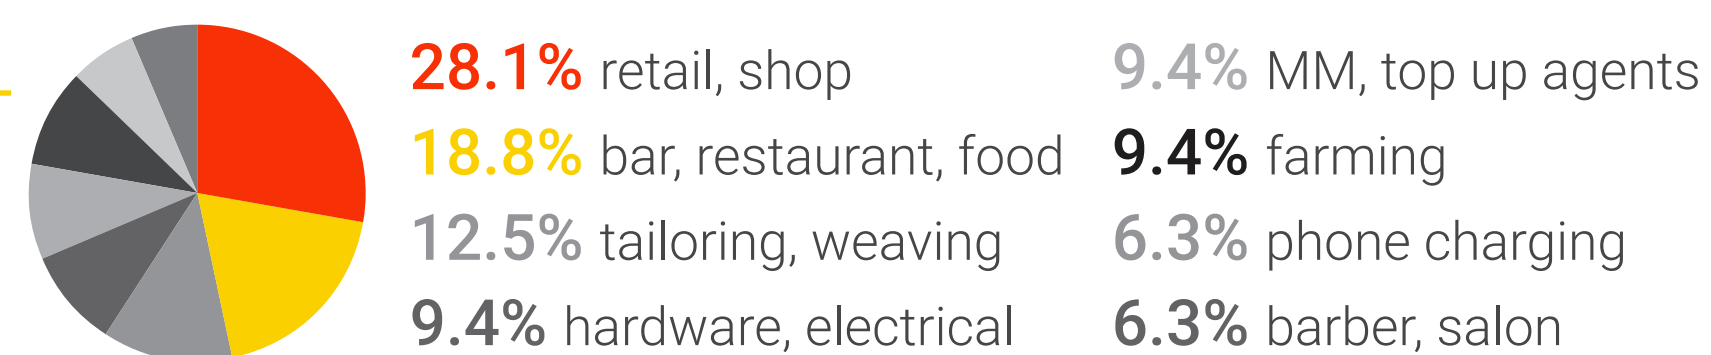 28.1% retail, shop
18.8% bar, restaurant, food
12.5% tailoring, weaving
9.4% hardware, electrical
9.4% MM, top up agents
9.4% farming
6.3% phone charging
6.3% barber, salon